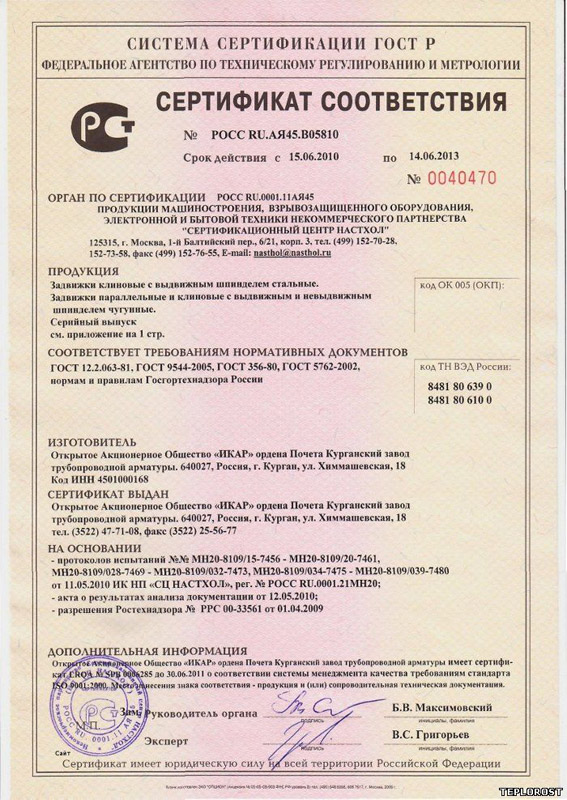 СИСТЕМА СЕРТИФИКАЦИИ ГОСТ Р
ФЕДЕРАЛЬНОЕ АГЕНТСТВО ПО ТЕХНИЧЕСКОМУ РЕГУЛИРОВАНИЮ И МЕТРОЛОГИИ
РСТ
СЕРТИФИКАТ СООТВЕТСТВИЯ
№ РОСС RU.АЯ45.В05810
Срок действия с 15.06.2010 по 14.06.2013
№ 0040470
ОРГАН ПО СЕРТИФИКАЦИИ РОСС RU.0001.11АЯ45
ПРОДУКЦИИ МАШИНОСТРОЕНИЯ, ВЗРЫВОЗАЩИЩЕННОГО ОБОРУДОВАНИЯ,
ЭЛЕКТРОННОЙ И БЫТОВОЙ ТЕХНИКИ НЕКОММЕРЧЕСКОГО ПАРТНЕРСТВА
"СЕРТИФИКАЦИОННЫЙ ЦЕНТР НАСТХОЛ"
125315, г. Москва, 1-й Балтийский пер., 6/21, корп. 3, тел. (499) 152-70-28,
152-73-58, факс (499) 152-76-55, E-mail: nasthol@nasthol.ru
ПРОДУКЦИЯ
Задвижки клиновые с выдвижным шпинделем стальные.
Задвижки параллельные и клиновые с выдвижным и невыдвижным
шпинделем чугунные.
Серийный выпуск
см. приложение на 1 стр.
код ОК 005 (ОКП):
СООТВЕТСТВУЕТ ТРЕБОВАНИЯМ НОРМАТИВНЫХ ДОКУМЕНТОВ
ГОСТ 12.2.063-81, ГОСТ 9544-2005, ГОСТ 356-80, ГОСТ 5762-2002,
нормам и правилам Госгортехнадзора России
код ТН ВЭД России:
8481 80 639 0
8481 80 610 0
ИЗГОТОВИТЕЛЬ
Открытое Акционерное Общество «ИКАР» ордена Почета Курганский завод
трубопроводной арматуры. 640027, Россия, г. Курган, ул. Химмашевская, 18
Код ИНН 4501000168
СЕРТИФИКАТ ВЫДАН
Открытое Акционерное Общество «ИКАР» ордена Почета Курганский завод
трубопроводной арматуры. 640027, Россия, г. Курган, ул. Химмашевская, 18
тел. (3522) 47-71-08, факс (3522) 25-56-77
НА ОСНОВАНИИ
- протоколов испытаний №№ МН20-8109/15-7456 - МН20-8109/20-7461,
МН20-8109/028-7469 - МН20-8109/032-7473, МН20-8109/034-7475 - МН20-8109/039-7480
от 11.05.2010 ИК НП «СЦ НАСТХОЛ», рег. № РОСС RU.0001.21МН20;
- акта о результатах анализа документации от 12.05.2010;
- разрешения Ростехнадзора № РРС 00-33561 от 01.04.2009
ДОПОЛНИТЕЛЬНАЯ ИНФОРМАЦИЯ
Открытое Акционерное Общество «ИКАР» ордена Почета Курганский завод трубопроводной арматуры имеет сертифи-
кат LRQA № SPB 0006285 до 30.06.2011 о соответствии системы менеджмента качества требованиям стандарта
ISO 9001:2000. Место нанесения знака соответствия - продукция и (или) сопроводительная техническая документация.
Зам. Руководитель органа
подпись
Б.В. Максимовский
инициалы, фамилия
М.П.
Эксперт
подпись
В.С. Григорьев
инициалы, фамилия
Сайт
Сертификат имеет юридическую силу на всей территории Российской Федерации
TEPLOROST